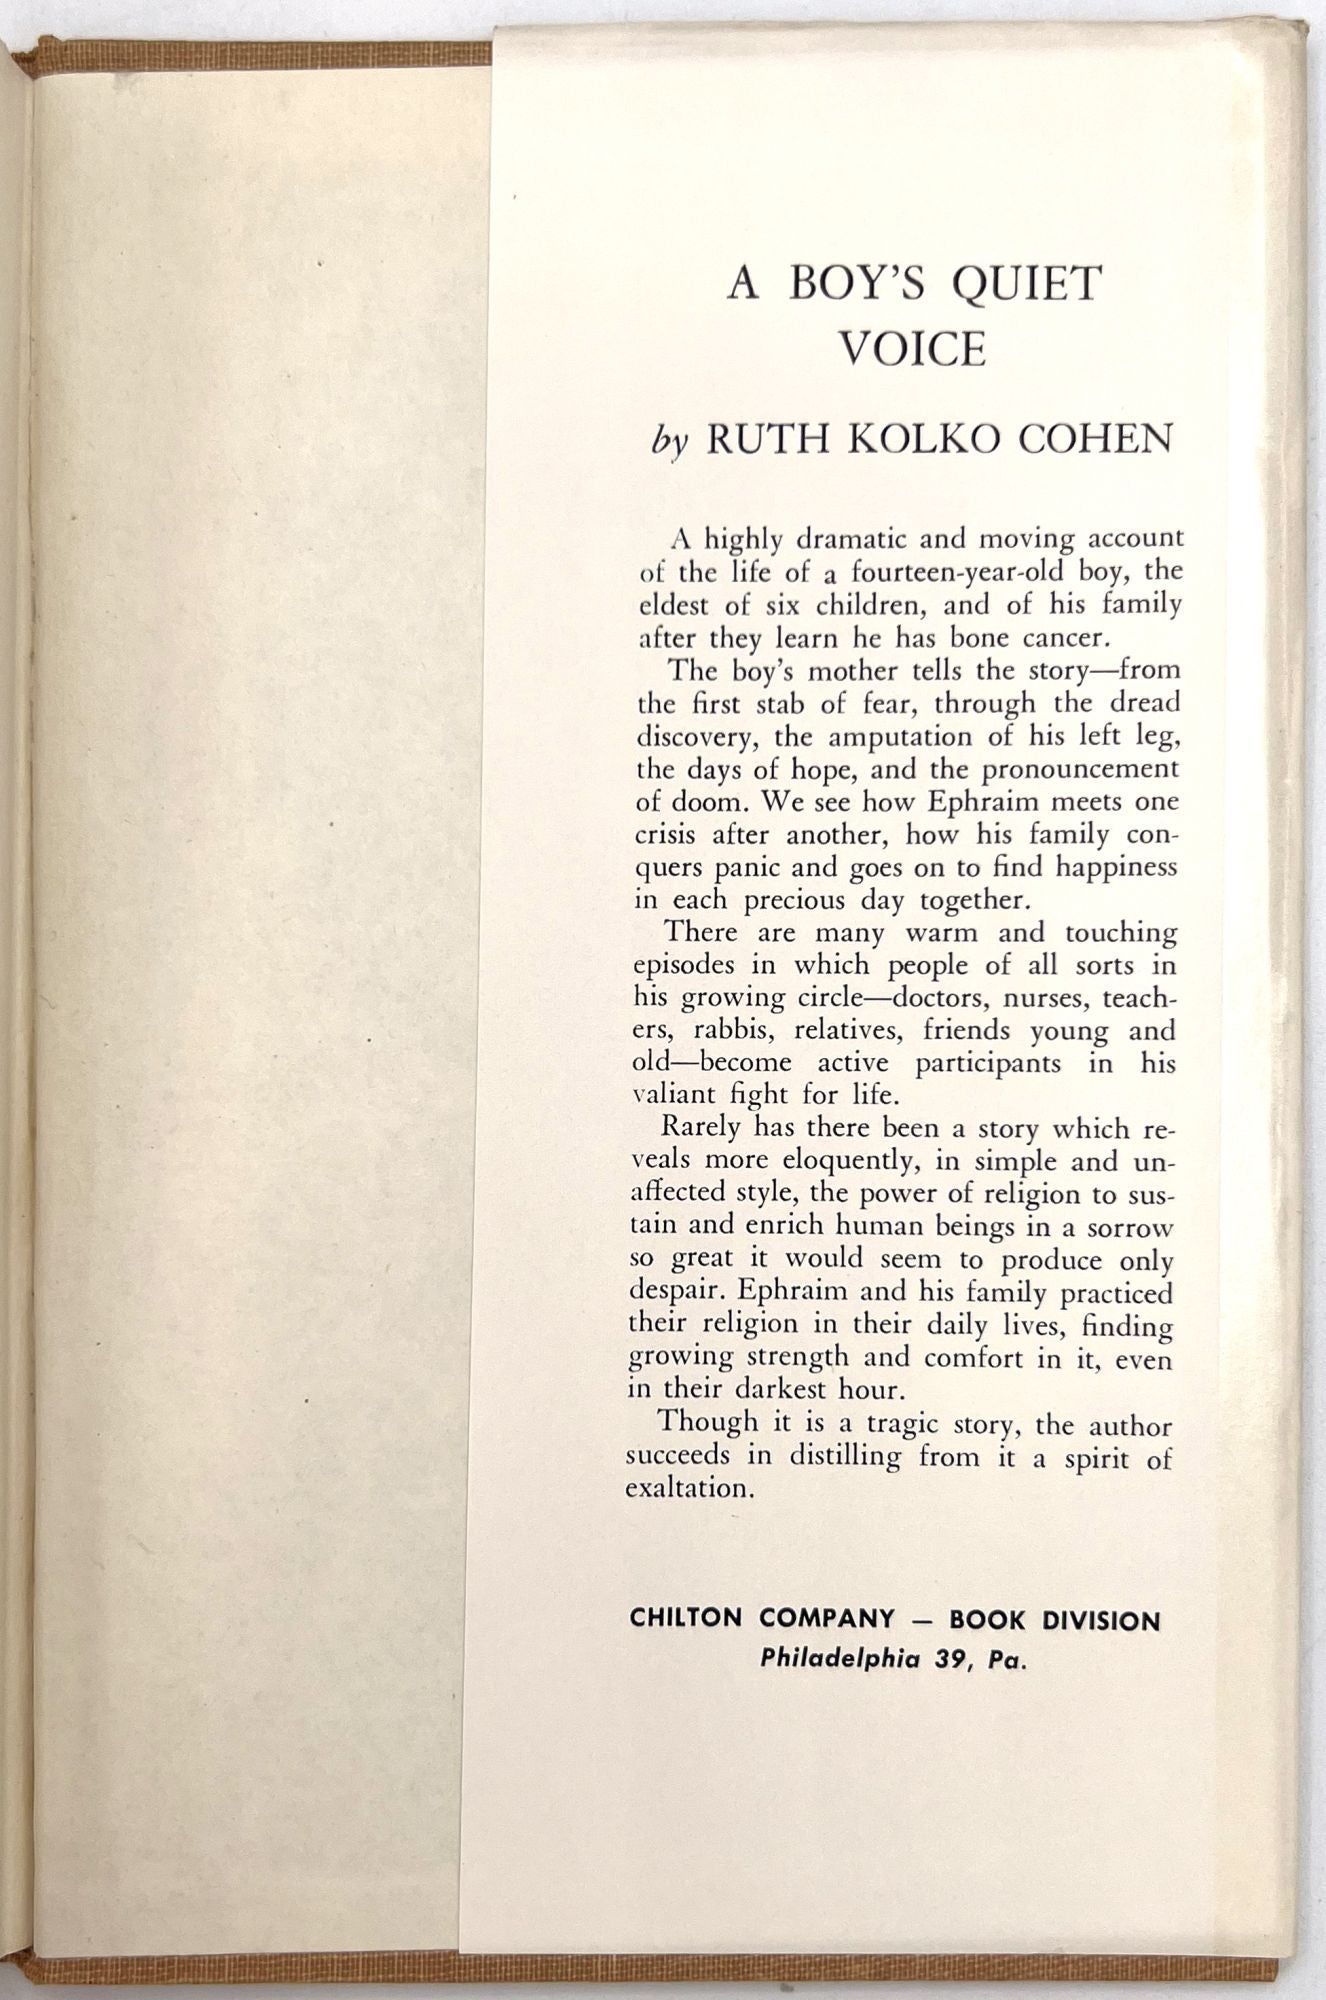 A BOY'S QUIET
VOICE
by RUTH KOLKO COHEN
A highly dramatic and moving account
of the life of a fourteen-year-old boy, the
eldest of six children, and of his family
after they learn he has bone cancer.
The boy's mother tells the story—from
the first stab of fear, through the dread
discovery, the amputation of his left leg,
the days of hope, and the pronouncement
of doom. We see how Ephraim meets one
crisis after another, how his family con-
quers panic and goes on to find happiness
in each precious day together.
There are many warm and touching
episodes in which people of all sorts in
his growing circle—doctors, nurses, teach-
ers, rabbis, relatives, friends young and
old—become active participants in his
valiant fight for life.
Rarely has there been a story which re-
veals more eloquently, in simple and un-
affected style, the power of religion to sus-
tain and enrich human beings in a sorrow
so great it would seem to produce only
despair. Ephraim and his family practiced
their religion in their daily lives, finding
growing strength and comfort in it, even
in their darkest hour.
Though it is a tragic story, the author
succeeds in distilling from it a spirit of
exaltation.
CHILTON COMPANY — BOOK DIVISION
Philadelphia 39, Pa.